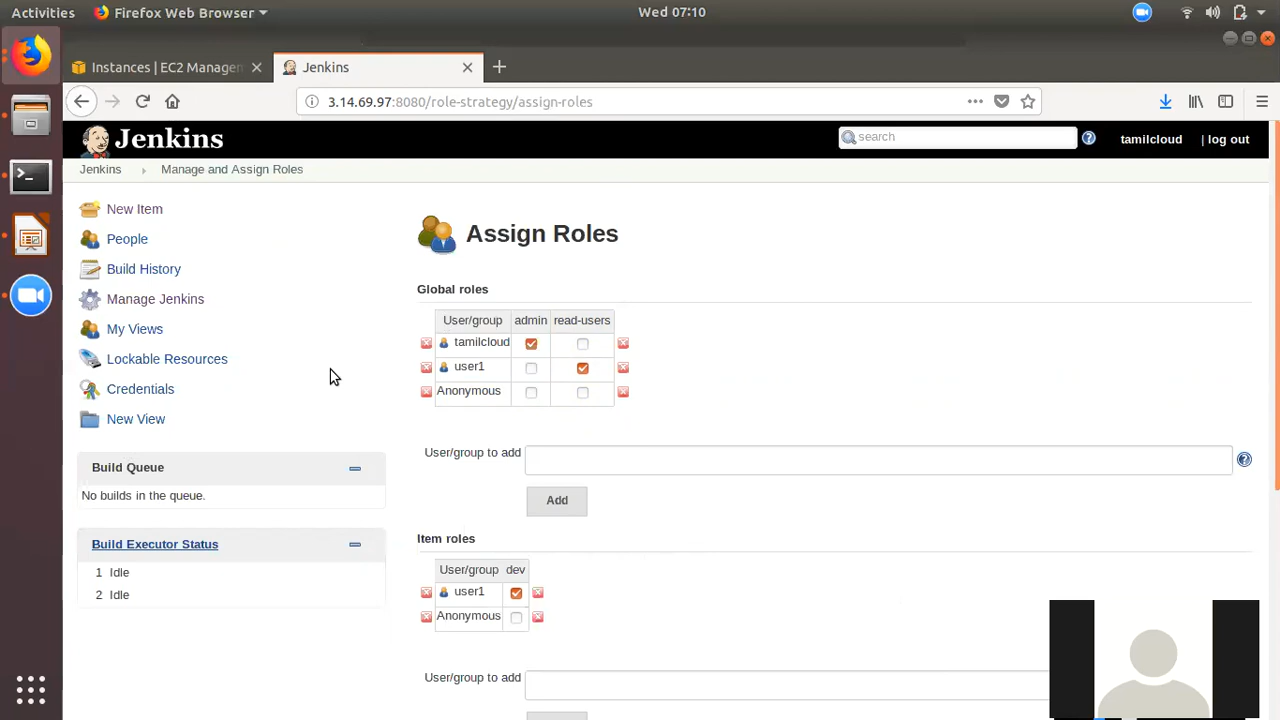 Activities
Firefox Web Browser
Wed 07:10
Instances | EC2 Managem
Jenkins
3.14.69.97:8080/role-strategy/assign-roles
Jenkins
search
tamilcloud
| log out
Jenkins
Manage and Assign Roles
New Item
People
Build History
Manage Jenkins
My Views
Lockable Resources
Credentials
New View
Build Queue
No builds in the queue.
Build Executor Status
1 Idle
2 Idle
Assign Roles
Global roles
User/group admin read-users
tamilcloud
user1
Anonymous
User/group to add
Add
Item roles
User/group dev
user1
Anonymous
User/group to add